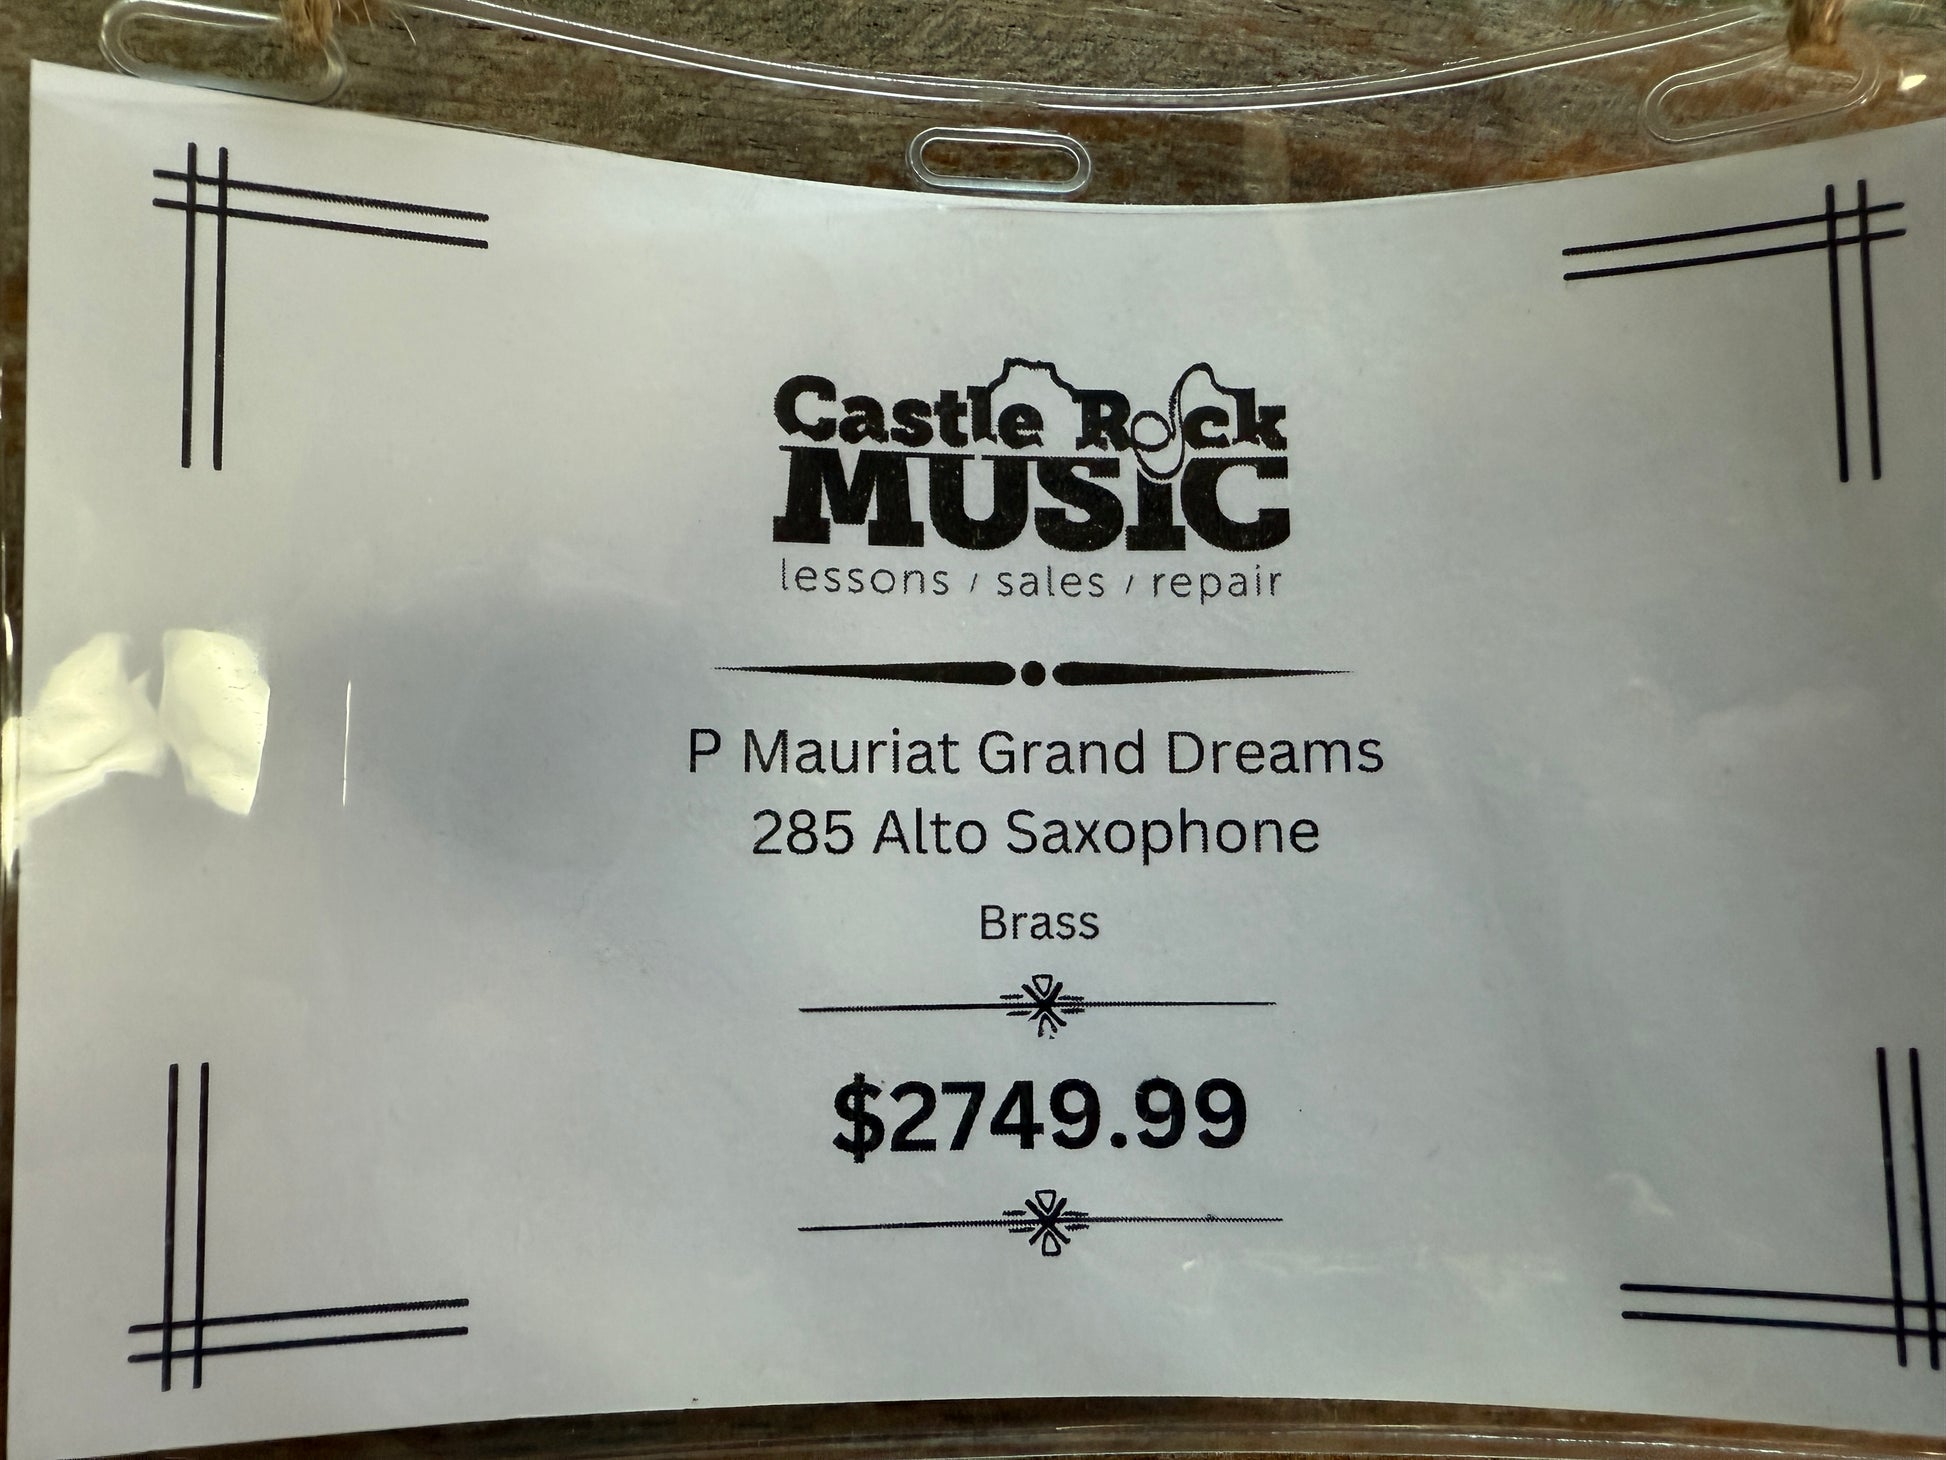 Castle Rock
MUSiC
lessons / sales / repair
P Mauriat Grand Dreams
285 Alto Saxophone
Brass
$2749.99